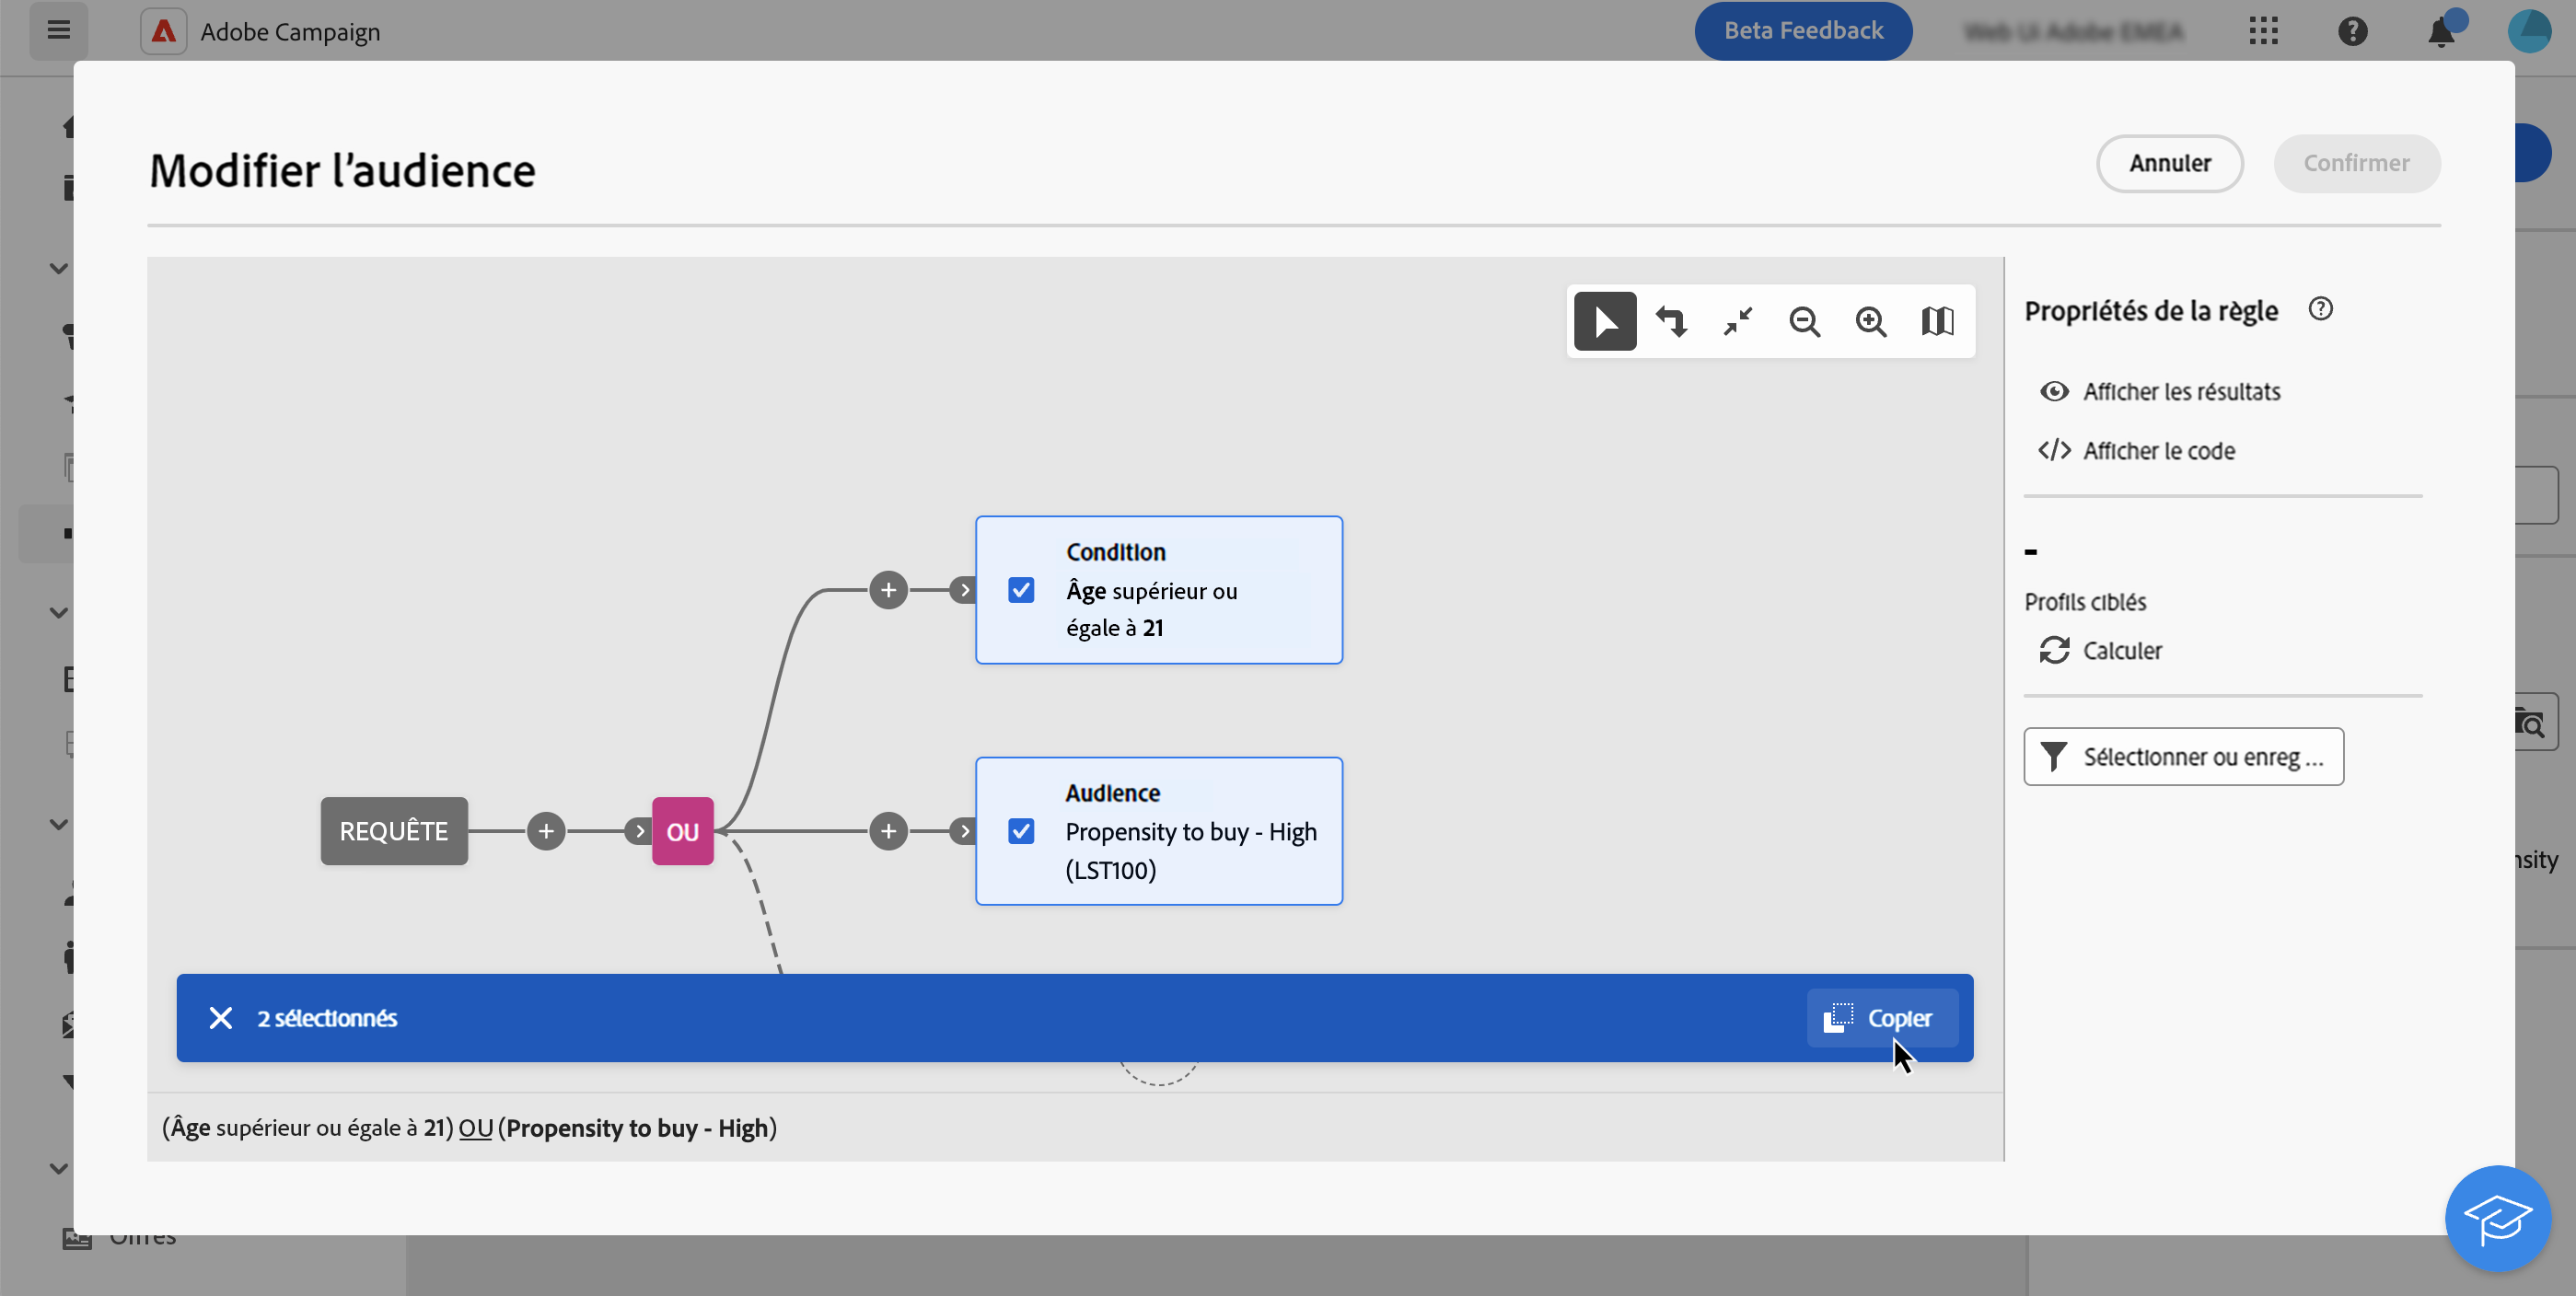 Adobe Campaign
Beta Feedback
Modifier l’audience
Annuler
Confirmer
Propriétés de la règle
Afficher les résultats
Afficher le code
-
Profils ciblés
Calculer
Sélectionner ou enreg ...
Condition
Âge supérieur ou
égale à 21
REQUÊTE
OU
Audience
Propensity to buy - High
(LST100)
2 sélectionnés
Copier
(Âge supérieur ou égale à 21) OU (Propensity to buy - High)
Offres